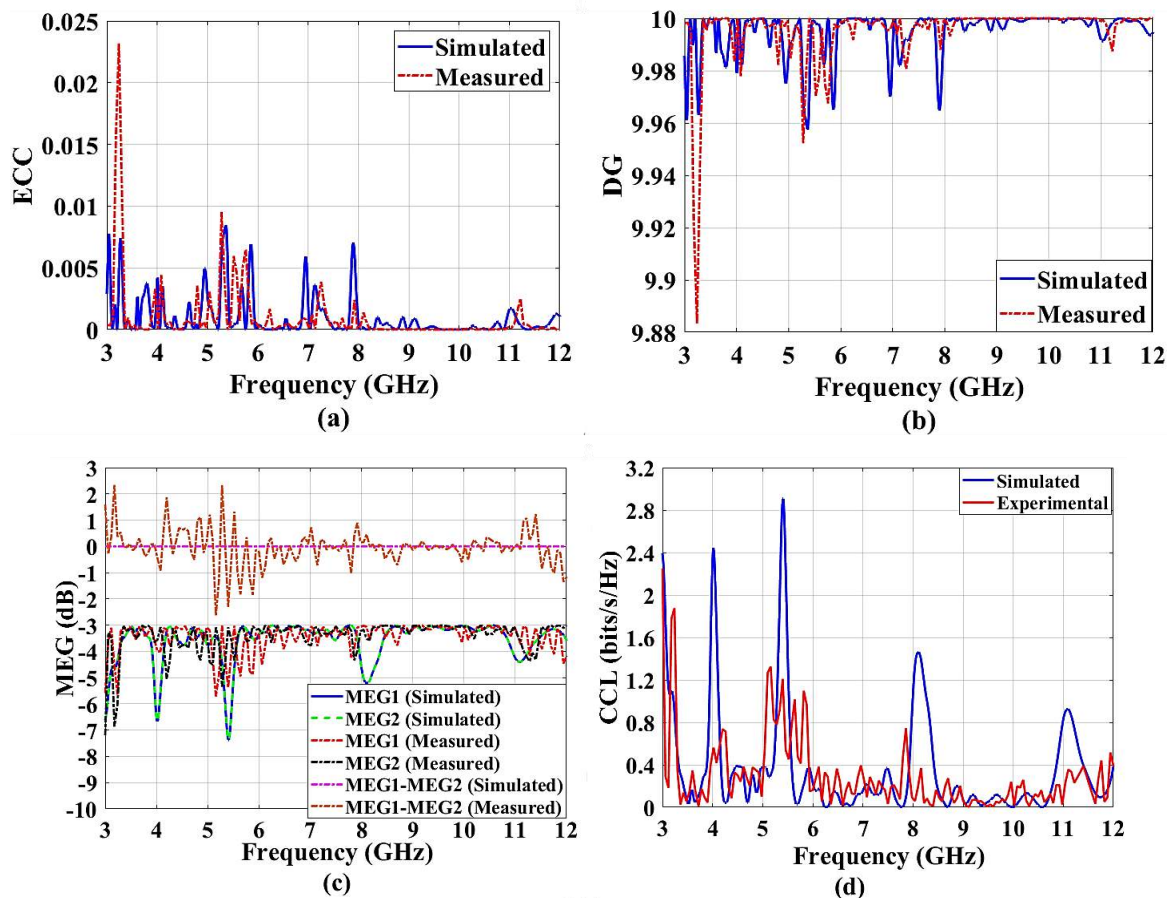 0.025
0.02
0.015
0.01
0.005
0
ECC
Simulated
Measured
3 4 5 6 7 8 9 10 11 12
Frequency (GHz)
(a)
10
9.98
9.96
9.94
9.92
9.9
9.88
DG
Simulated
Measured
3 4 5 6 7 8 9 10 11 12
Frequency (GHz)
(b)
3
2
1
0
-1
-2
-3
-4
-5
-6
-7
-8
-9
-10
MEG (dB)
MEG1 (Simulated)
MEG2 (Simulated)
MEG1 (Measured)
MEG2 (Measured)
MEG1-MEG2 (Simulated)
MEG1-MEG2 (Measured)
3 4 5 6 7 8 9 10 11 12
Frequency (GHz)
(c)
3.2
2.8
2.4
2
1.6
1.2
0.8
0.4
0
CCL (bits/s/Hz)
Simulated
Experimental
3 4 5 6 7 8 9 10 11 12
Frequency (GHz)
(d)